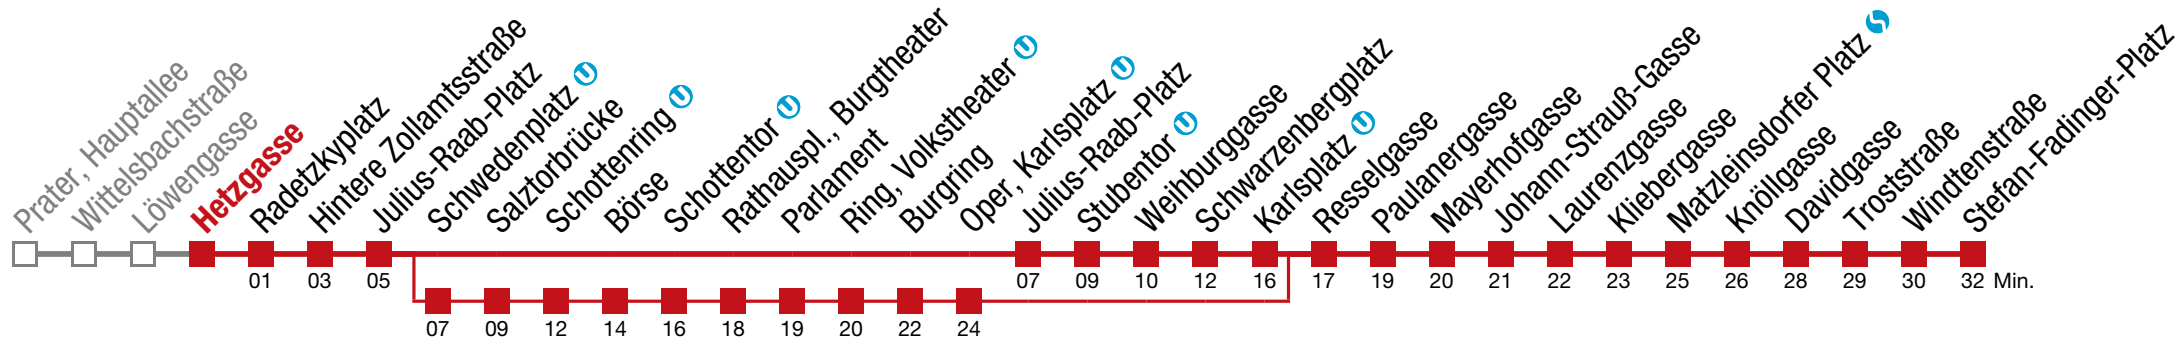 Prater, Hauptallee
Wittelsbachstraße
Löwengasse
Hetzgasse
Radetzkyplatz
Hintere Zollamtsstraße
Julius-Raab-Platz
Schwedenplatz U
Salztorbrücke
Schottenring U
Börse
Schottentor U
Rathauspl., Burgtheater
Parlament
Ring, Volkstheater U
Burgring
Oper, Karlsplatz U
Julius-Raab-Platz
Stubentor U
Weihburggasse
Schwarzenbergplatz
Karlsplatz U
Resselgasse
Paulanergasse
Mayerhofgasse
Johann-Strauß-Gasse
Laurenzgasse
Kliebergasse
Matzleinsdorfer Platz S
Knöllgasse
Davidgasse
Troststraße
Windtenstraße
Stefan-Fadinger-Platz
01 03 05 07 09 10 12 16 17 19 20 21 22 23 25 26 28 29 30 32 Min.
07 09 12 14 16 18 19 20 22 24